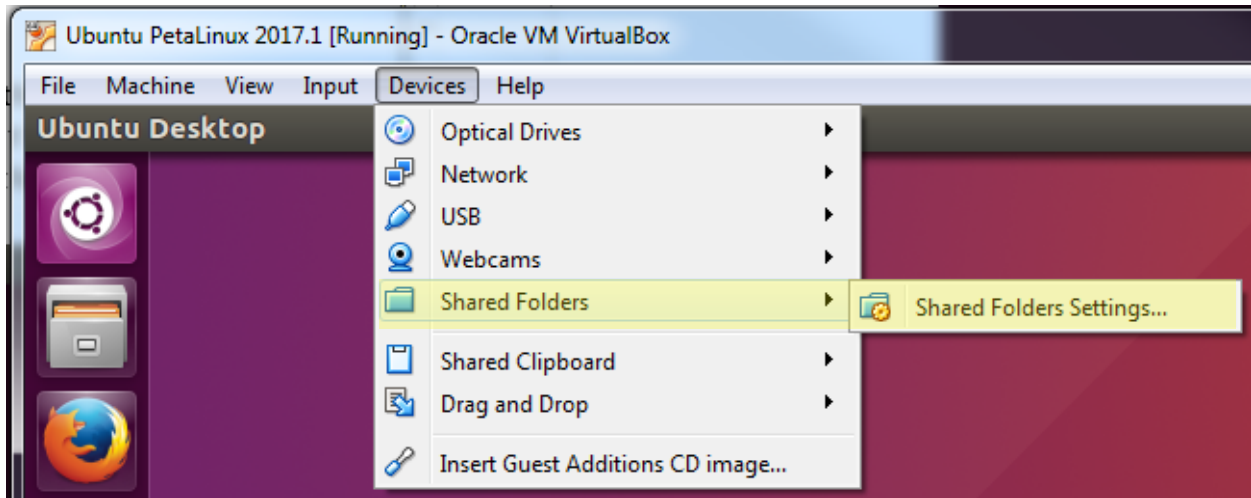 Ubuntu PetaLinux 2017.1 [Running] - Oracle VM VirtualBox
File Machine View Input Devices Help
Ubuntu Desktop
Optical Drives
Network
USB
Webcams
Shared Folders
Shared Folders Settings...
Shared Clipboard
Drag and Drop
Insert Guest Additions CD image...